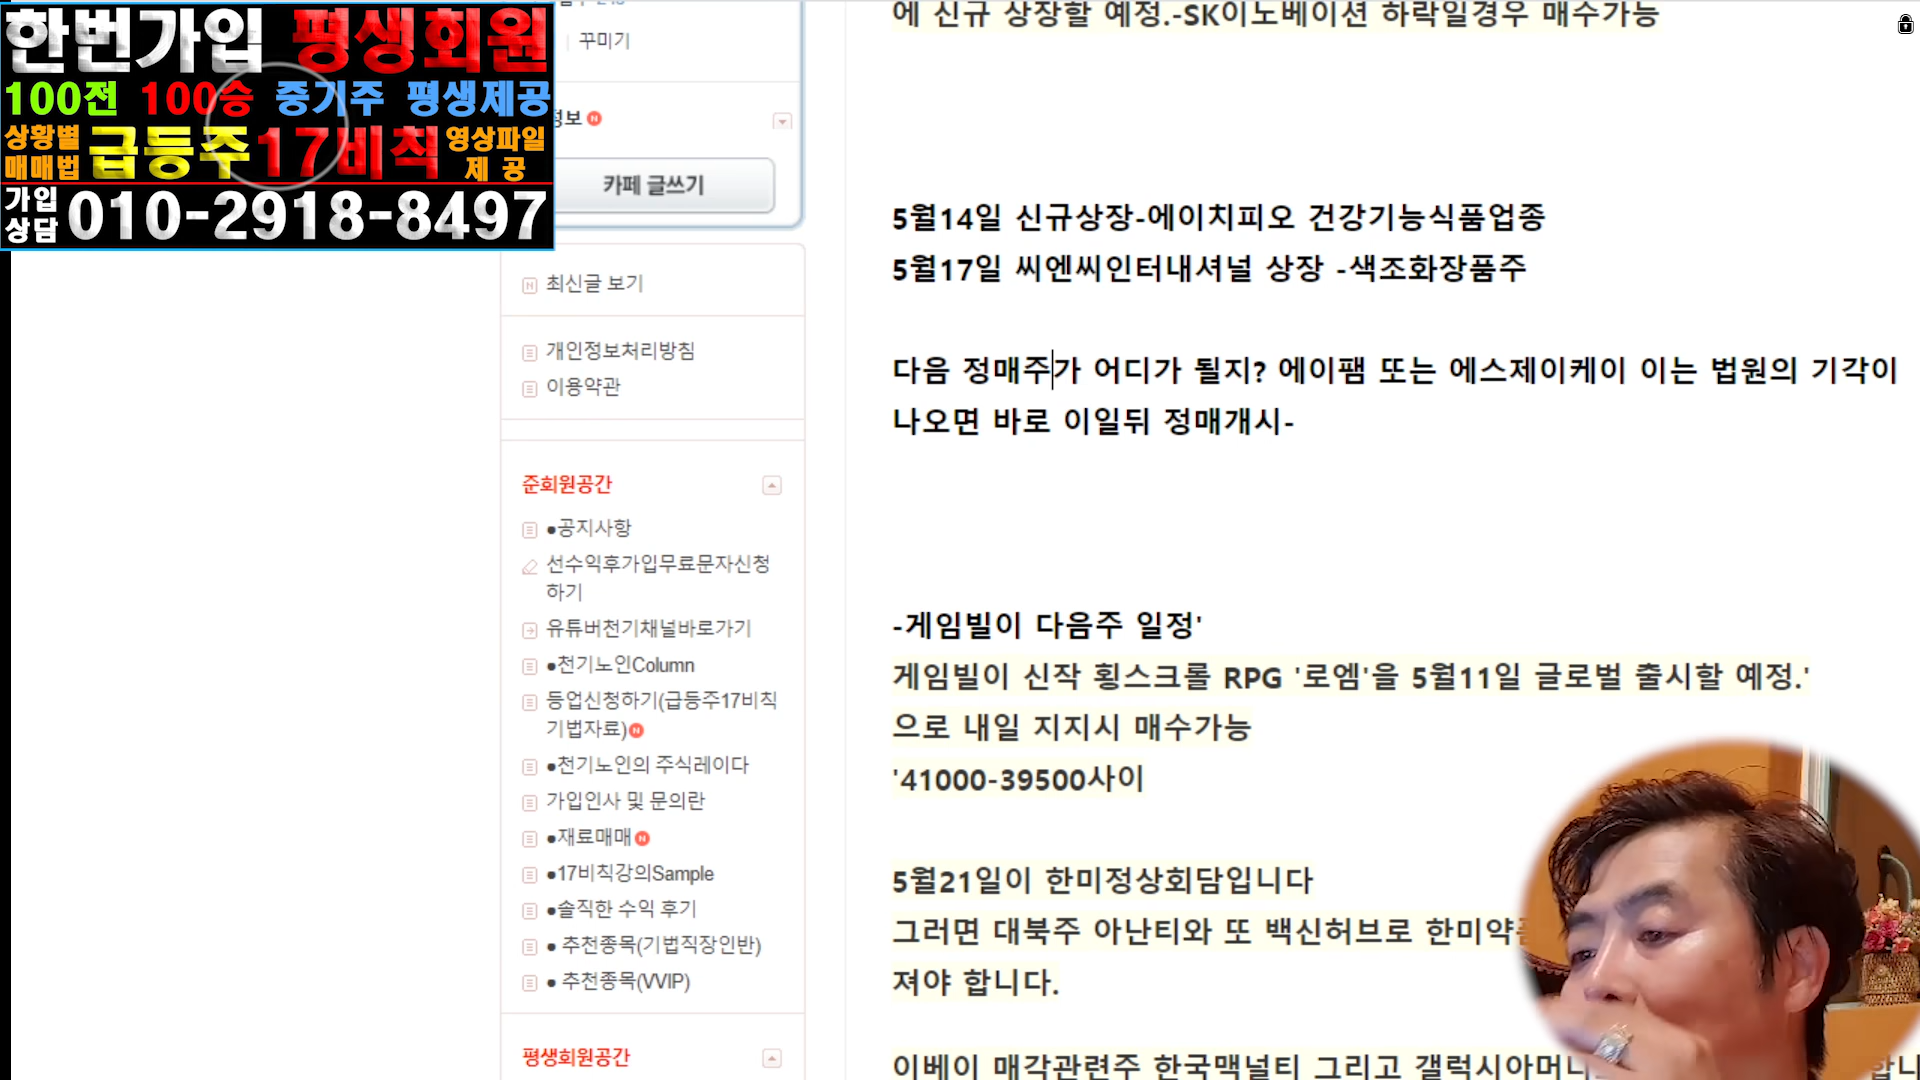 한번가입 평생회원
100전 100승 중기주 평생제공
상황별 매매법 급등주17비칙 영상파일 제 공
가입 상담 010-2918-8497
꾸미기
정보
카페 글쓰기
최신글 보기
개인정보처리방침
이용약관
준회원공간
●공지사항
선수익후가입무료문자신청
하기
유튜버천기채널바로가기
●천기노인Column
등업신청하기(급등주17비칙
기법자료)
●천기노인의 주식레이다
가입인사 및 문의란
●재료매매
●17비칙강의Sample
●솔직한 수익 후기
● 추천종목(기법직장인반)
● 추천종목(VVIP)
평생회원공간
에 신규 상장할 예정.-SK이노베이션 하락일경우 매수가능
5월14일 신규상장-에이치피오 건강기능식품업종
5월17일 씨엔씨인터내셔널 상장 -색조화장품주
다음 정매주가 어디가 될지? 에이팸 또는 에스제이케이 이는 법원의 기각이
나오면 바로 이일뒤 정매개시-
-게임빌이 다음주 일정'
게임빌이 신작 횡스크롤 RPG '로엠'을 5월11일 글로벌 출시할 예정.'
으로 내일 지지시 매수가능
'41000-39500사이
5월21일이 한미정상회담입니다
그러면 대북주 아난티와 또 백신허브로 한미약
져야 합니다.
이베이 매각관련주 한국맥널티 그리고 갤럭시아머니